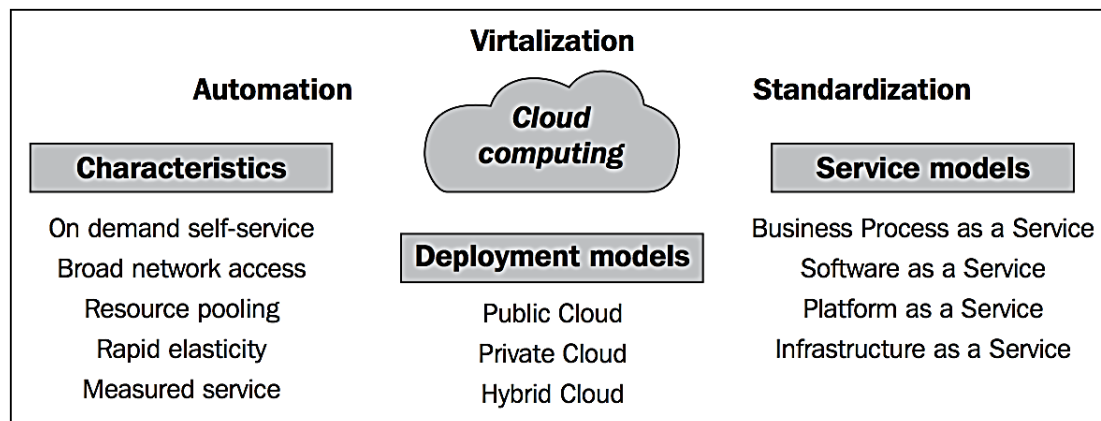 Virtalization
Automation
Standardization
Cloud
computing
Characteristics
On demand self-service
Broad network access
Resource pooling
Rapid elasticity
Measured service
Deployment models
Public Cloud
Private Cloud
Hybrid Cloud
Service models
Business Process as a Service
Software as a Service
Platform as a Service
Infrastructure as a Service